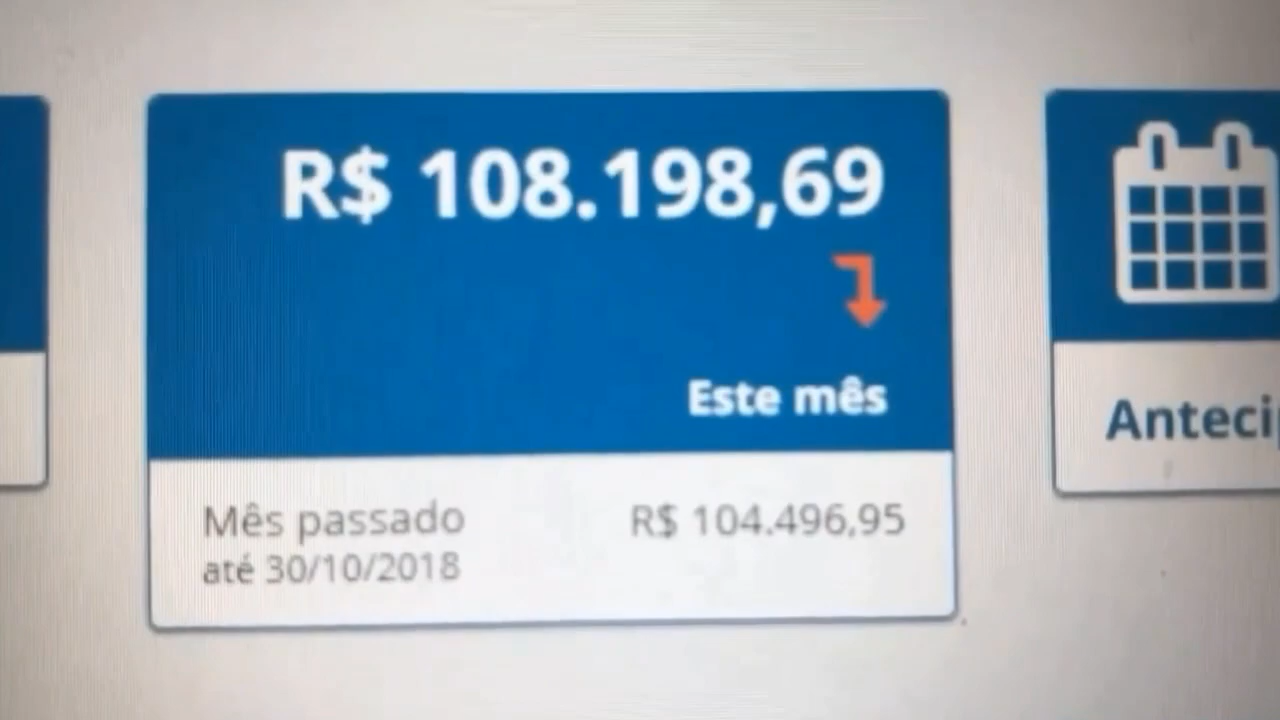 R$ 108.198,69
Este mês
Mês passado
até 30/10/2018
R$ 104.496,95
Anteci